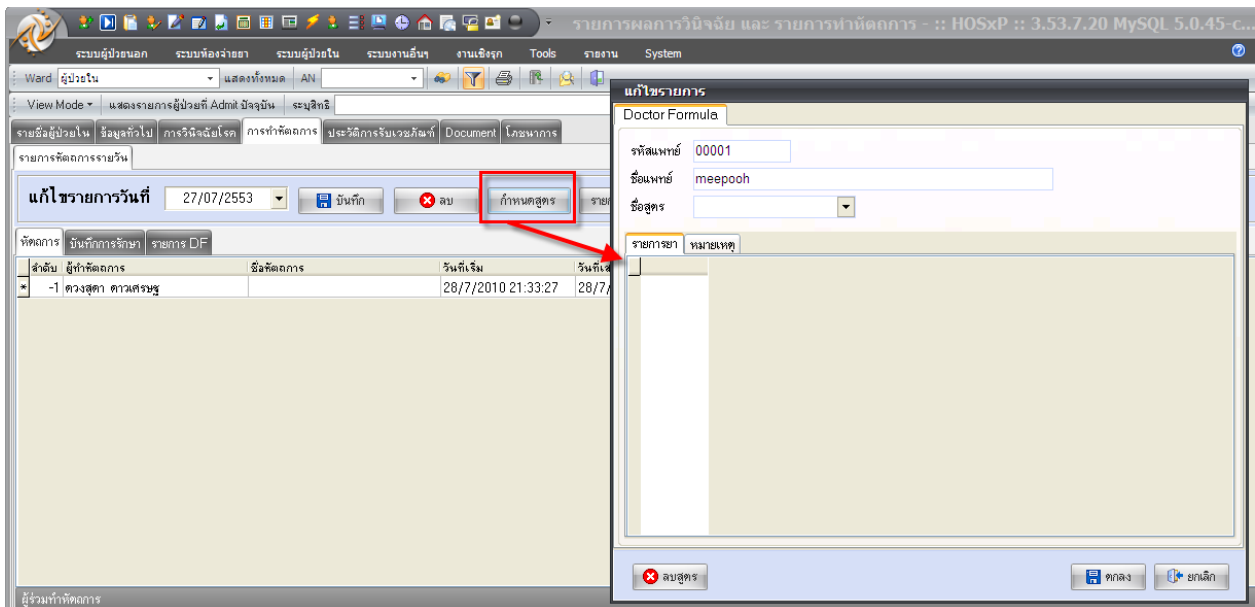 รายการผลการวินิจฉัย และ รายการทำหัตถการ - :: HOSxP :: 3.53.7.20 MySQL 5.0.45-c...
ระบบผู้ป่วยนอก ระบบห้องจ่ายยา ระบบผู้ป่วยใน ระบบงานอื่นๆ งานเชิงรุก Tools รายงาน System
Ward ผู้ป่วยใน แสดงทั้งหมด AN
View Mode แสดงรายการผู้ป่วยที่ Admit ปัจจุบัน ระบุสิทธิ
รายชื่อผู้ป่วยใน ข้อมูลทั่วไป การวินิจฉัยโรค การทำหัตถการ ประวัติการรับเวชภัณฑ์ Document โภชนาการ
รายการหัตถการรายวัน
แก้ไขรายการวันที่ 27/07/2553 บันทึก ลบ กำหนดสูตร
หัตถการ บันทึกการรักษา รายการ DF
ลำดับ ผู้ทำหัตถการ ชื่อหัตถการ วันที่เริ่ม
* -1 ดวงสุดา ดาวเศรษฐ 28/7/2010 21:33:27 28/7/
ผู้ร่วมทำหัตถการ
แก้ไขรายการ
Doctor Formula
รหัสแพทย์ 00001
ชื่อแพทย์ meepooh
ชื่อสูตร
รายการยา หมายเหตุ
ลบสูตร ตกลง ยกเลิก